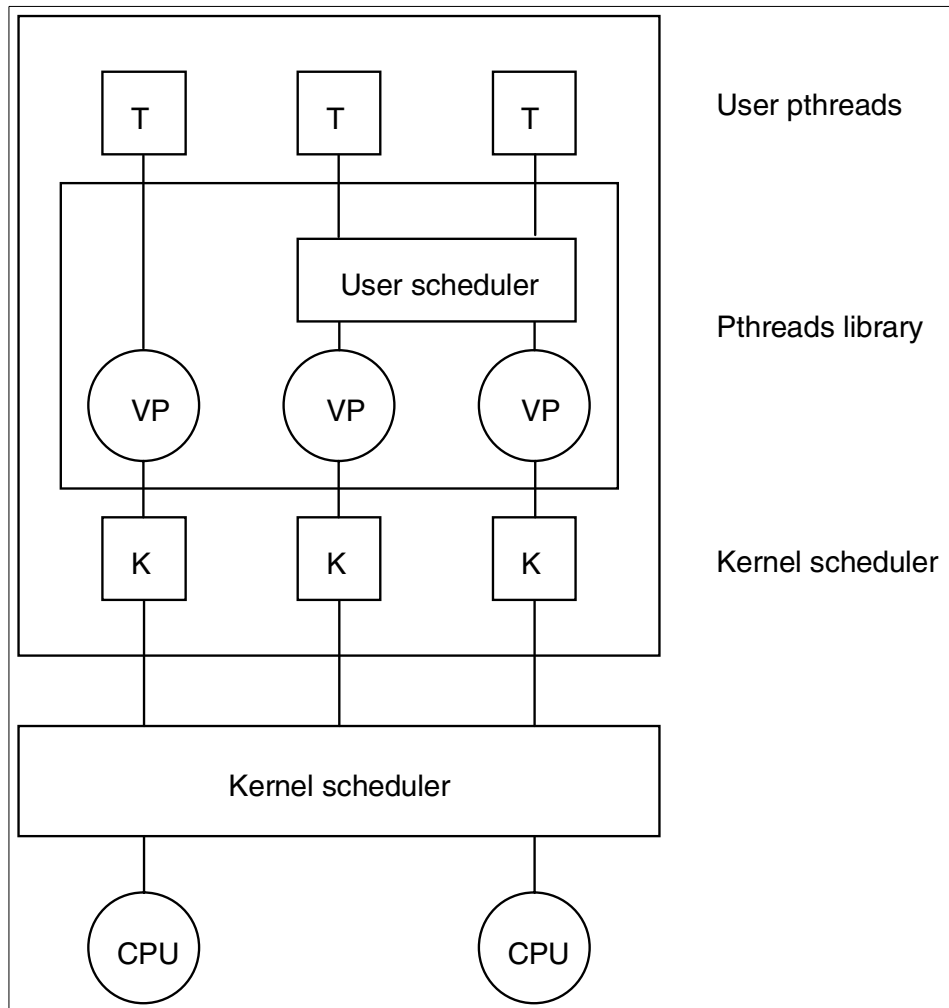 T T T User pthreads
User scheduler
Pthreads library
VP VP VP
K K K Kernel scheduler
Kernel scheduler
CPU CPU